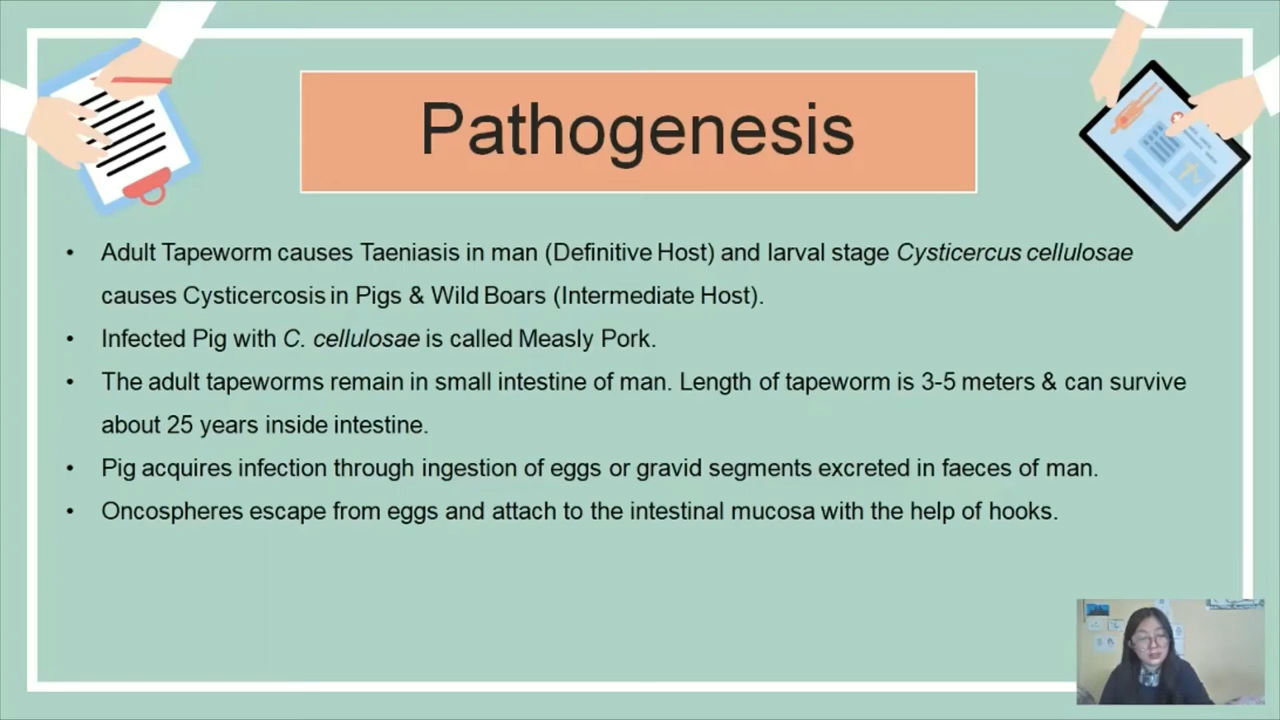 Pathogenesis
• Adult Tapeworm causes Taeniasis in man (Definitive Host) and larval stage Cysticercus cellulosae
causes Cysticercosis in Pigs & Wild Boars (Intermediate Host).
• Infected Pig with C. cellulosae is called Measly Pork.
• The adult tapeworms remain in small intestine of man. Length of tapeworm is 3-5 meters & can survive
about 25 years inside intestine.
• Pig acquires infection through ingestion of eggs or gravid segments excreted in faeces of man.
• Oncospheres escape from eggs and attach to the intestinal mucosa with the help of hooks.